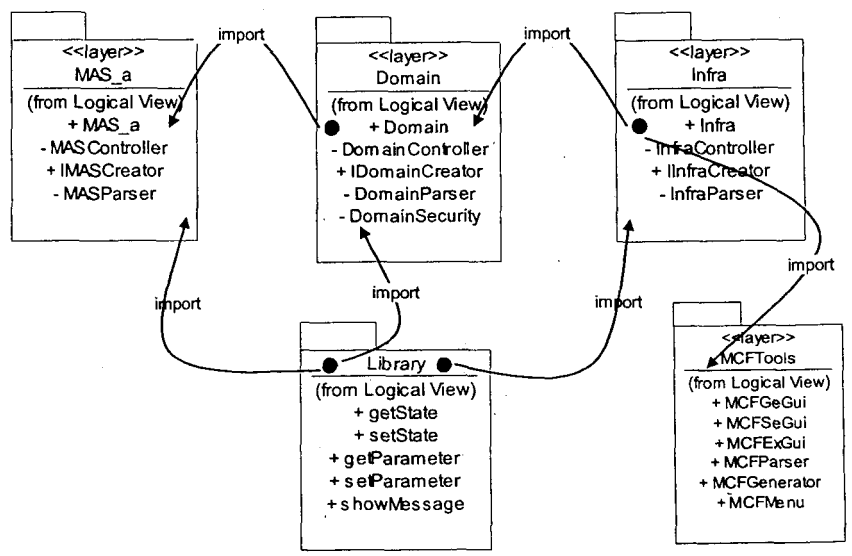 <<layer>>
MAS_a
(from Logical View)
+ MAS_a
- MASController
+ IMASCreator
- MASParser
import
<<layer>>
Domain
(from Logical View)
+ Domain
- DomainController
+ IDomainCreator
- DomainParser
- DomainSecurity
import
<<layer>>
Infra
(from Logical View)
+ Infra
- InfraController
+ IInfraCreator
- InfraParser
import
import
import
import
Library
(from Logical View)
+ getState
+ setState
+ getParameter
+ setParameter
+ showMessage
<<layer>>
MCFTools
(from Logical View)
+ MCFGeGui
+ MCFSeGui
+ MCFExGui
+ MCFParser
+ MCFGenerator
+ MCFMenu